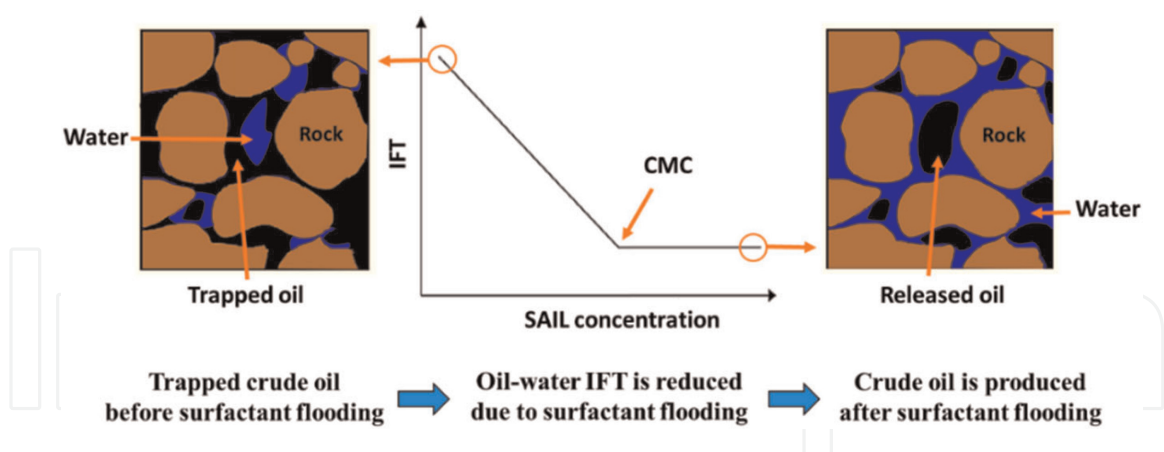 Water
Rock
Trapped oil
IFT
CMC
SAIL concentration
Rock
Water
Released oil
Trapped crude oil
before surfactant flooding
Oil-water IFT is reduced
due to surfactant flooding
Crude oil is produced
after surfactant flooding